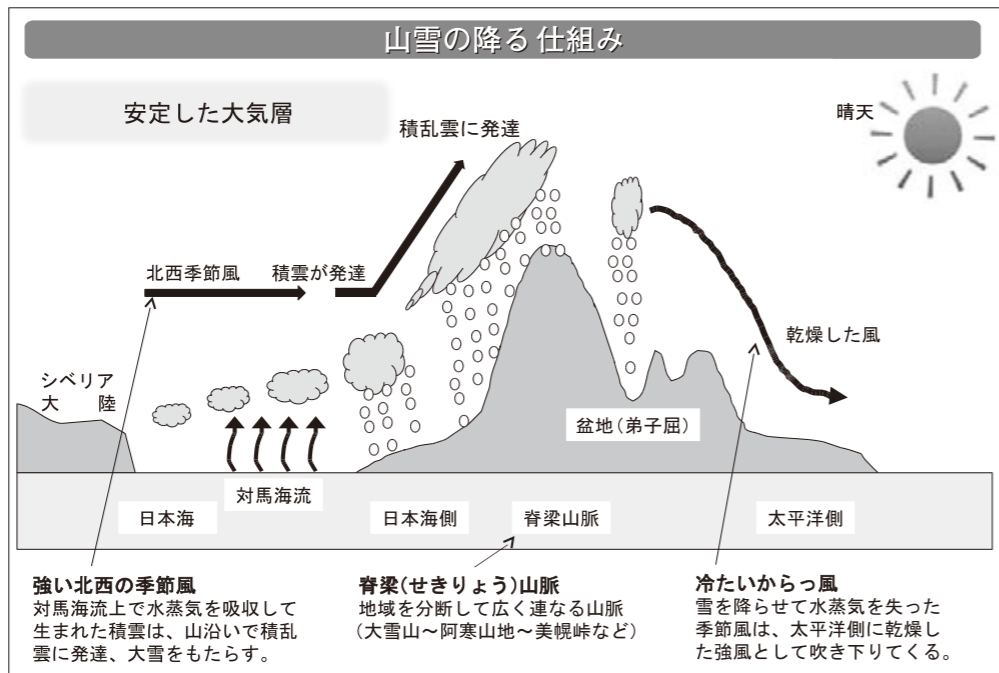 山雪の降る仕組み
安定した大気層
積乱雲に発達
晴天
北西季節風
積雲が発達
乾燥した風
シベリア
大陸
盆地(弟子屈)
対馬海流
日本海
日本海側
脊梁山脈
太平洋側
強い北西の季節風
対馬海流上で水蒸気を吸収して
生まれた積雲は、山沿いで積乱
雲に発達、大雪をもたらす。
脊梁(せきりょう)山脈
地域を分断して広く連なる山脈
(大雪山〜阿寒山地〜美幌峠など)
冷たいからっ風
雪を降らせて水蒸気を失った
季節風は、太平洋側に乾燥し
た強風として吹き下りてくる。